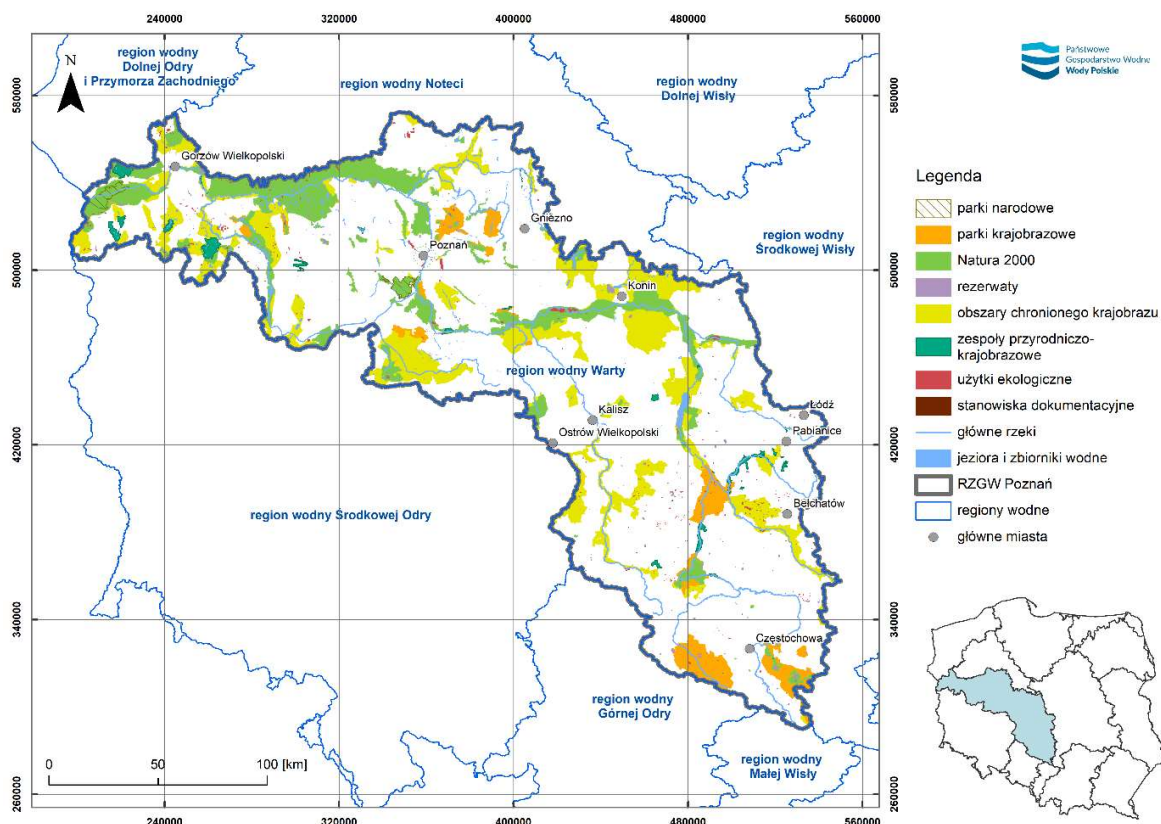 240000 320000 400000 480000 560000
region wodny
Dolnej Odry
i Przymorza Zachodniego
region wodny Noteci
region wodny
Dolnej Wisły
region wodny
Środkowej Wisły
N
580000
500000
420000
340000
260000
580000
500000
420000
340000
260000
Gorzów Wielkopolski
Gniezno
Poznań
Konin
region wodny Warty
Kalisz
Ostrów Wielkopolski
Łódź
Pabianice
Bełchatów
region wodny Środkowej Odry
Częstochowa
region wodny
Górnej Odry
region wodny
Małej Wisły
0 50 100 [km]
240000 320000 400000 480000 560000
Państwowe
Gospodarstwo Wodne
Wody Polskie
Legenda
parki narodowe
parki krajobrazowe
Natura 2000
rezerwaty
obszary chronionego krajobrazu
zespoły przyrodniczo-
krajobrazowe
użytki ekologiczne
stanowiska dokumentacyjne
główne rzeki
jeziora i zbiorniki wodne
RZGW Poznań
regiony wodne
główne miasta